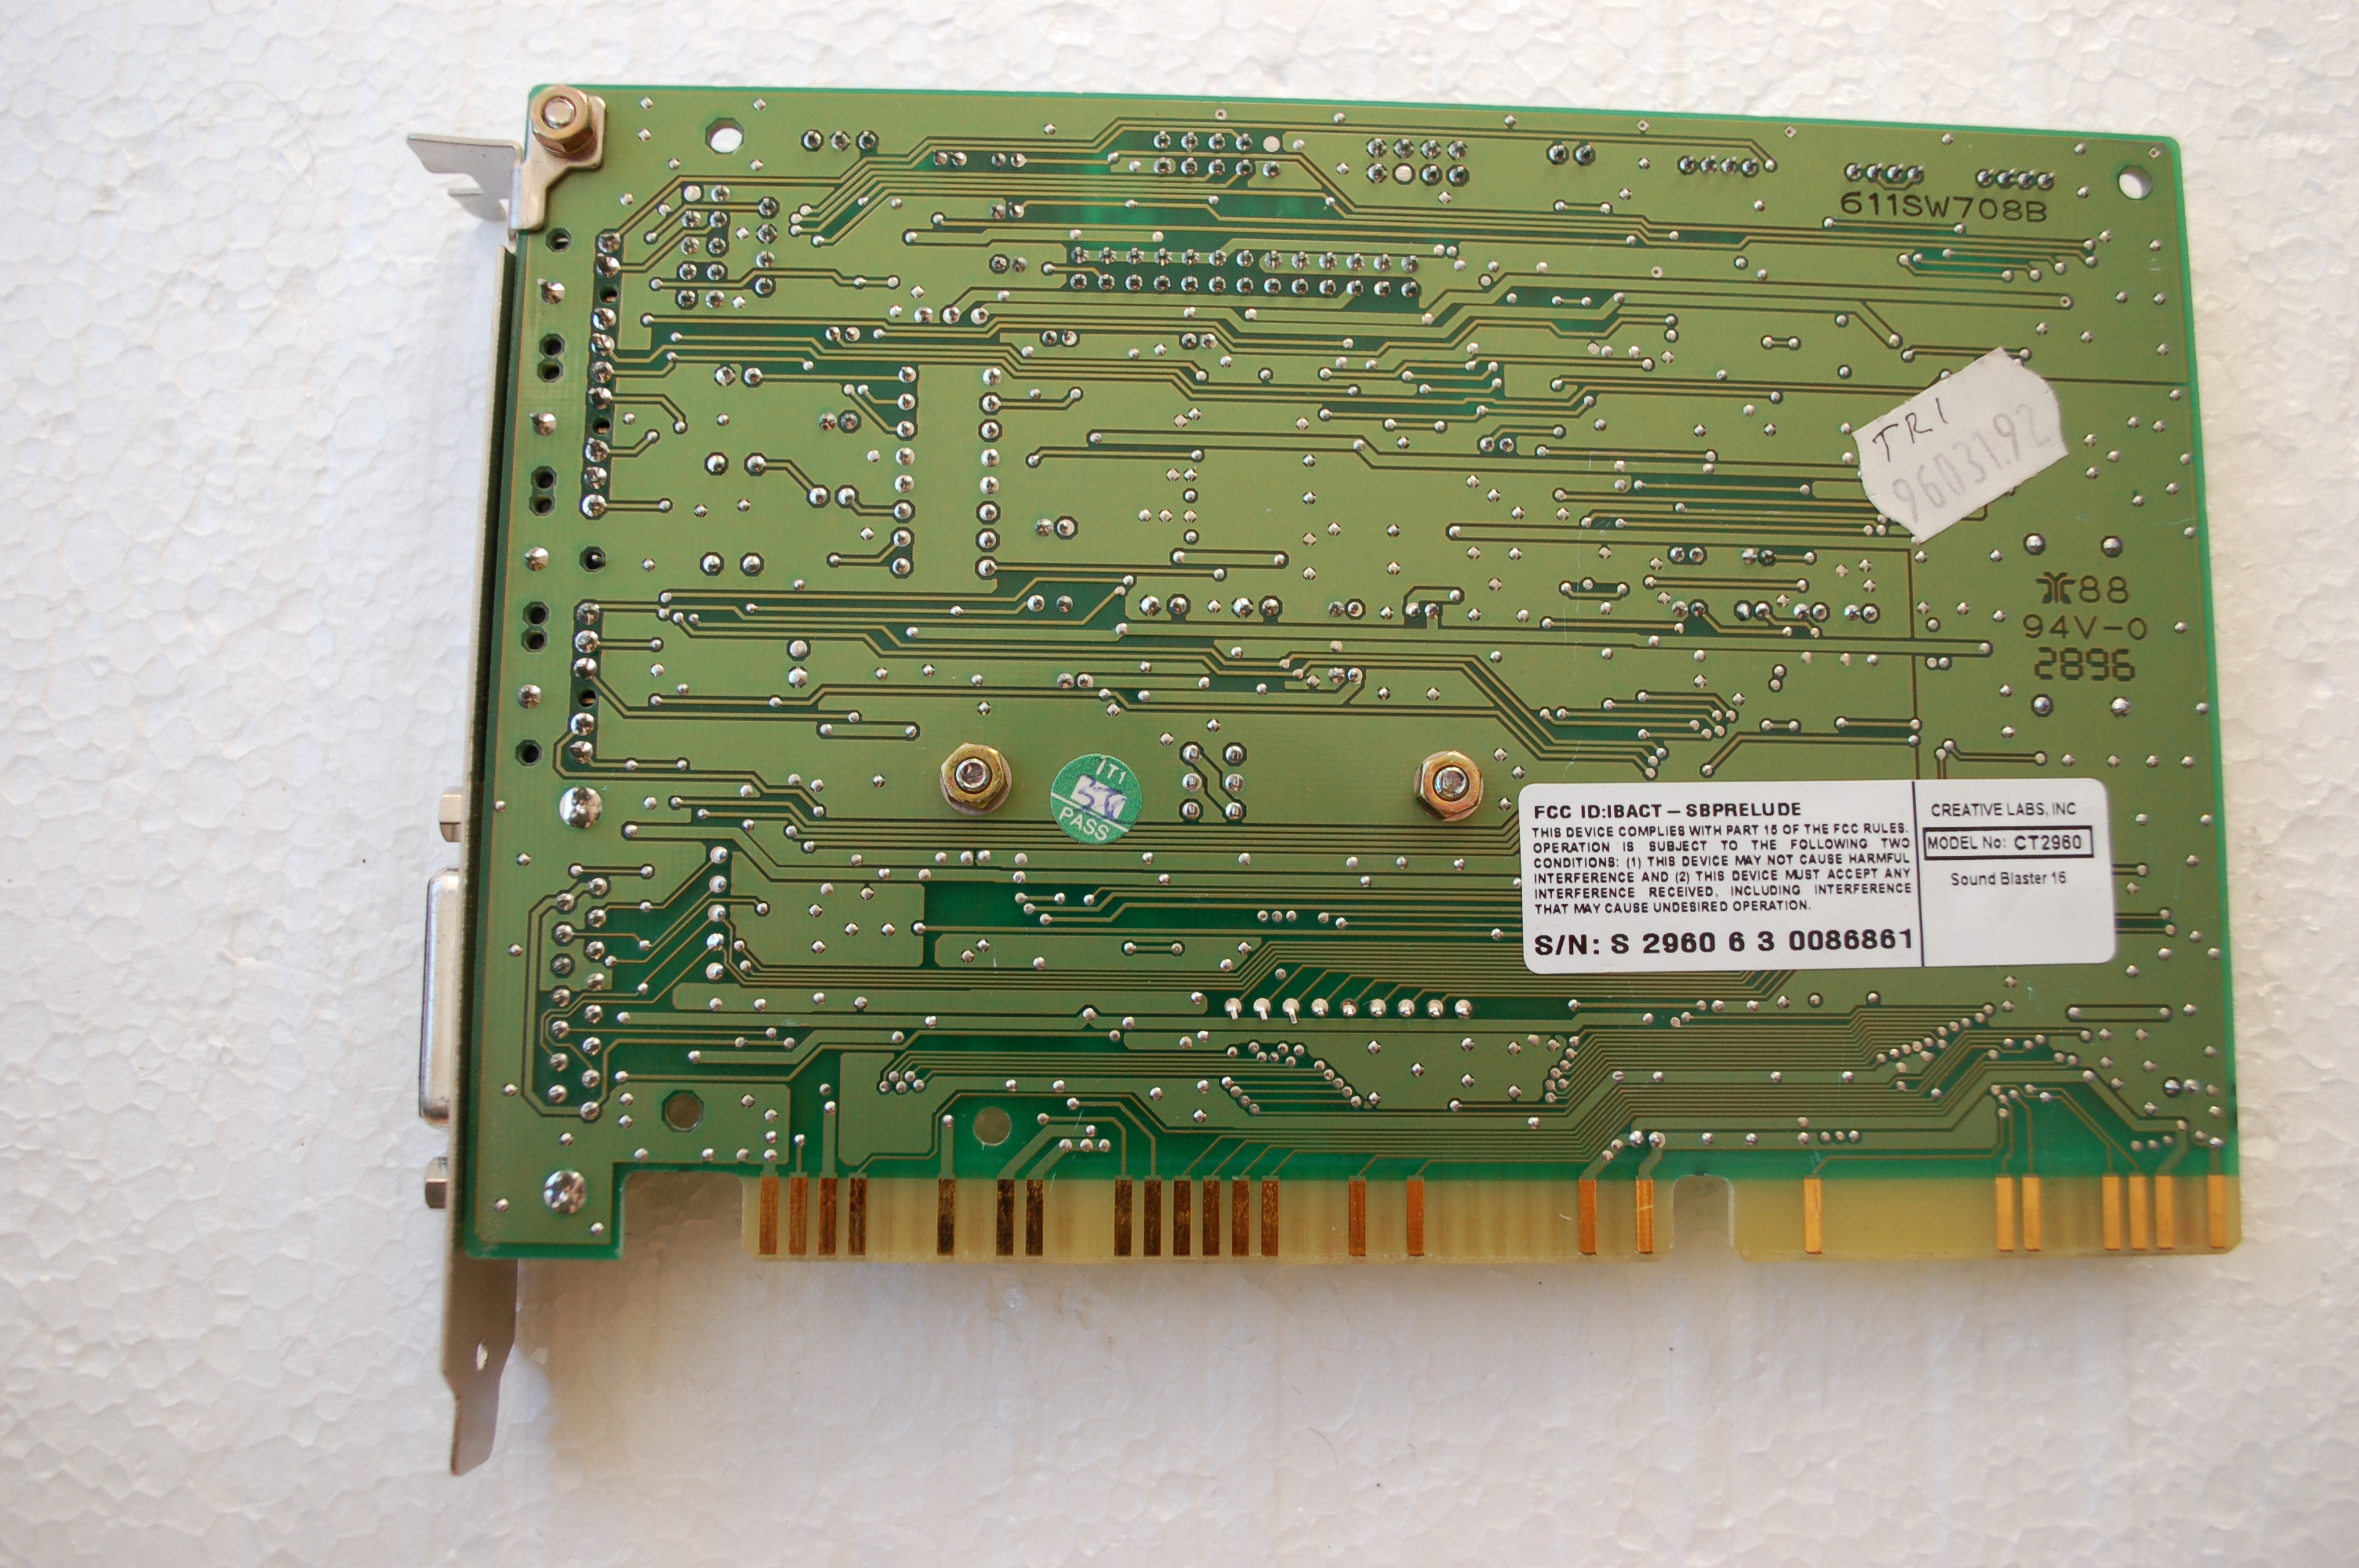 611SW708B
TRI
9603192
88
94V-0
2896
IT1
PASS
FCC ID:IBACT-SBPRELUDE
THIS DEVICE COMPLIES WITH PART 15 OF THE FCC RULES.
OPERATION IS SUBJECT TO THE FOLLOWING TWO
CONDITIONS: (1) THIS DEVICE MAY NOT CAUSE HARMFUL
INTERFERENCE AND (2) THIS DEVICE MUST ACCEPT ANY
INTERFERENCE RECEIVED, INCLUDING INTERFERENCE
THAT MAY CAUSE UNDESIRED OPERATION.
S/N: S 2960 6 3 0086861
CREATIVE LABS, INC
MODEL No: CT2960
Sound Blaster 16